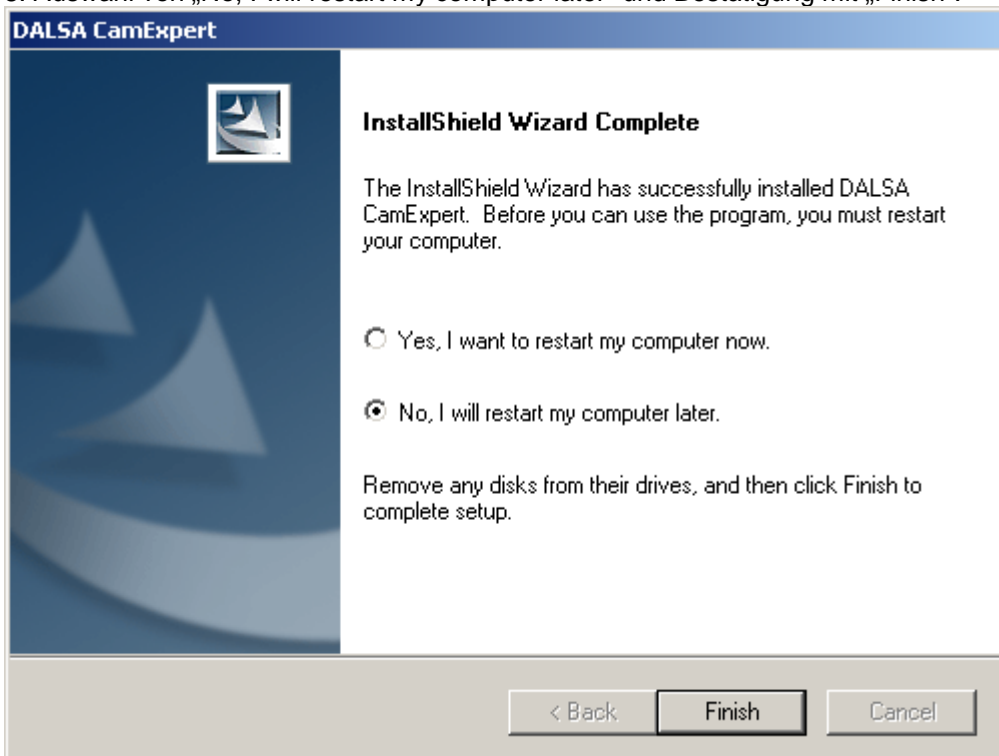 Auswahl von „No, I will restart my computer later“ und Bestätigung mit „Finish“.
DALSA CamExpert
InstallShield Wizard Complete
The InstallShield Wizard has successfully installed DALSA
CamExpert. Before you can use the program, you must restart
your computer.
Yes, I want to restart my computer now.
No, I will restart my computer later.
Remove any disks from their drives, and then click Finish to
complete setup.
< Back
Finish
Cancel